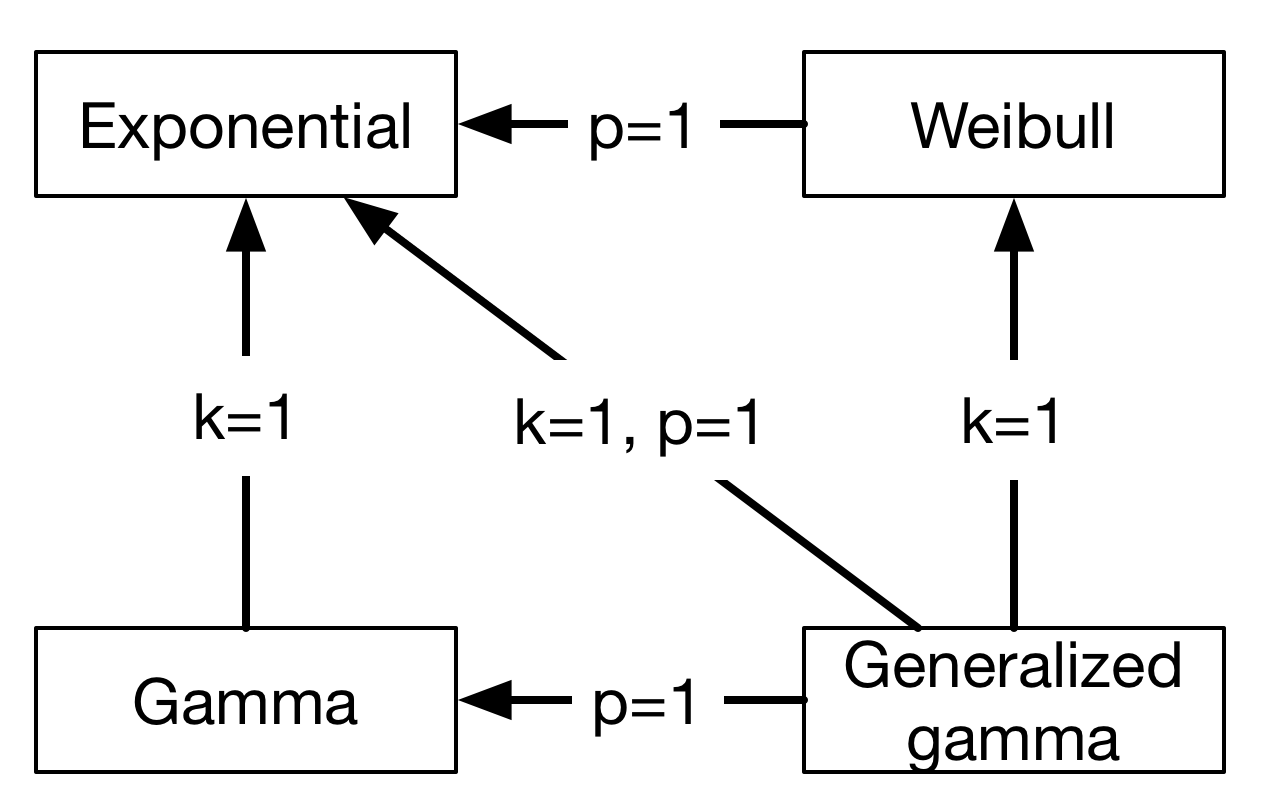 Exponential
p=1
Weibull
k=1
k=1, p=1
k=1
Gamma
p=1
Generalized
gamma